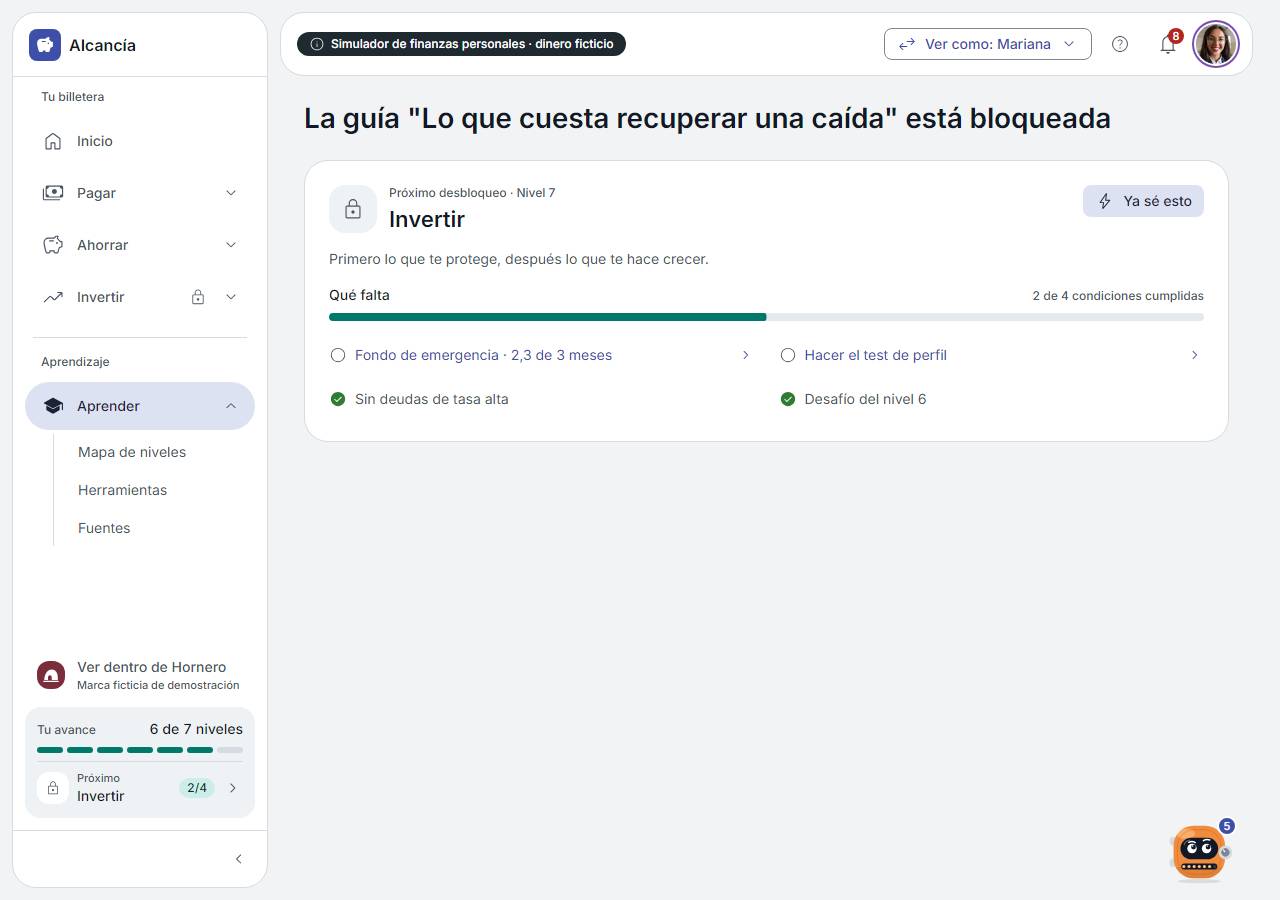 Alcancía
Tu billetera
Inicio
Pagar
Ahorrar
Invertir
Aprendizaje
Aprender
Mapa de niveles
Herramientas
Fuentes
Ver dentro de Hornero
Marca ficticia de demostración
Tu avance 6 de 7 niveles
Próximo
Invertir 2/4
Simulador de finanzas personales · dinero ficticio
Ver como: Mariana
8
La guía "Lo que cuesta recuperar una caída" está bloqueada
Próximo desbloqueo · Nivel 7
Invertir
Ya sé esto
Primero lo que te protege, después lo que te hace crecer.
Qué falta 2 de 4 condiciones cumplidas
Fondo de emergencia · 2,3 de 3 meses
Hacer el test de perfil
Sin deudas de tasa alta
Desafío del nivel 6
5